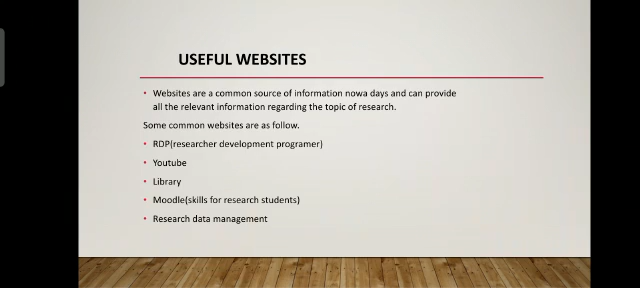 USEFUL WEBSITES
• Websites are a common source of information nowa days and can provide
all the relevant information regarding the topic of research.
Some common websites are as follow.
• RDP(researcher development programer)
• Youtube
• Library
• Moodle(skills for research students)
• Research data management